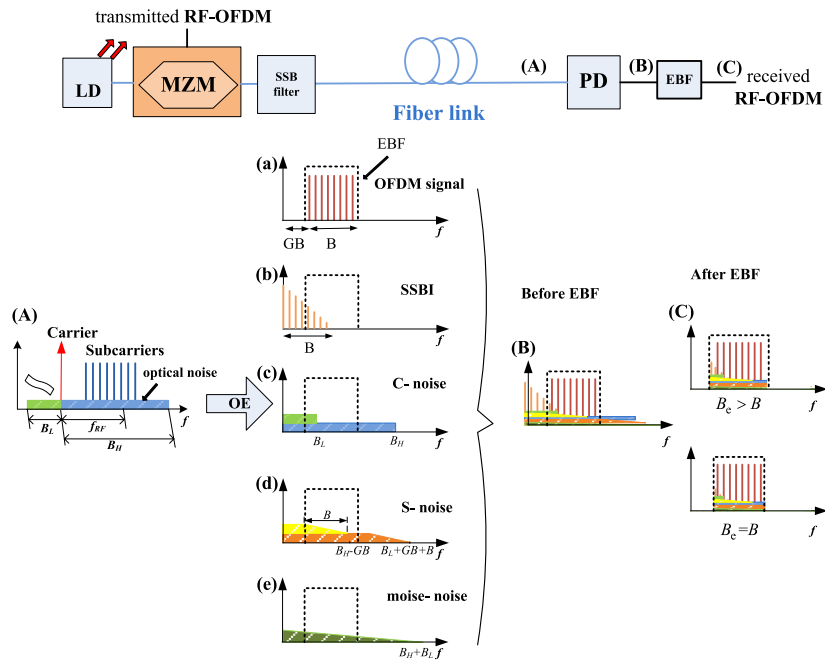 transmitted RF-OFDM
LD
MZM
SSB
filter
Fiber link
(A)
PD
(B)
EBF
(C)
received
RF-OFDM
(a)
EBF
OFDM signal
f
GB
B
(b)
SSBI
f
B
(A)
Carrier
Subcarriers
optical noise
f
B_L
f_RF
B_H
OE
(c)
C- noise
B_L
B_H
f
(d)
S- noise
B
B_H-GB
B_L+GB+B
f
(e)
moise- noise
B_H+B_L
f
Before EBF
(B)
f
After EBF
(C)
B_e > B
f
B_e =B
f